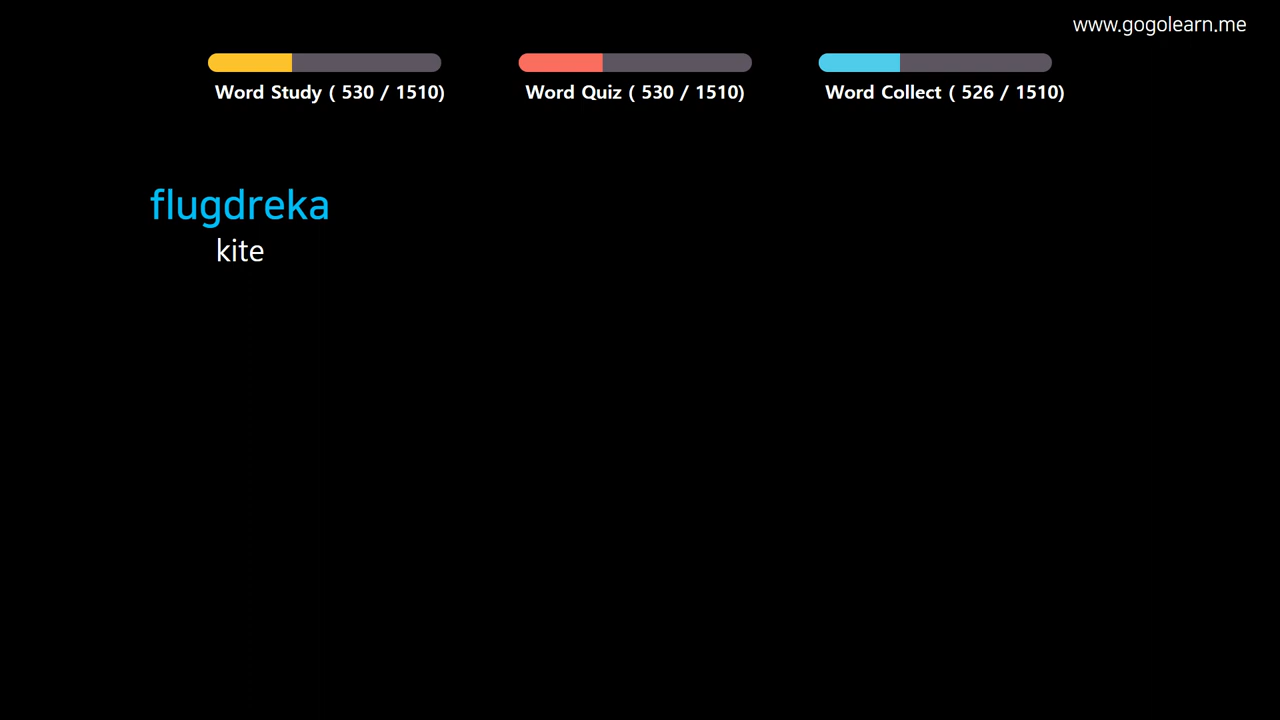 www.gogolearn.me
Word Study ( 530 / 1510)
Word Quiz ( 530 / 1510)
Word Collect ( 526 / 1510)
flugdreka
kite